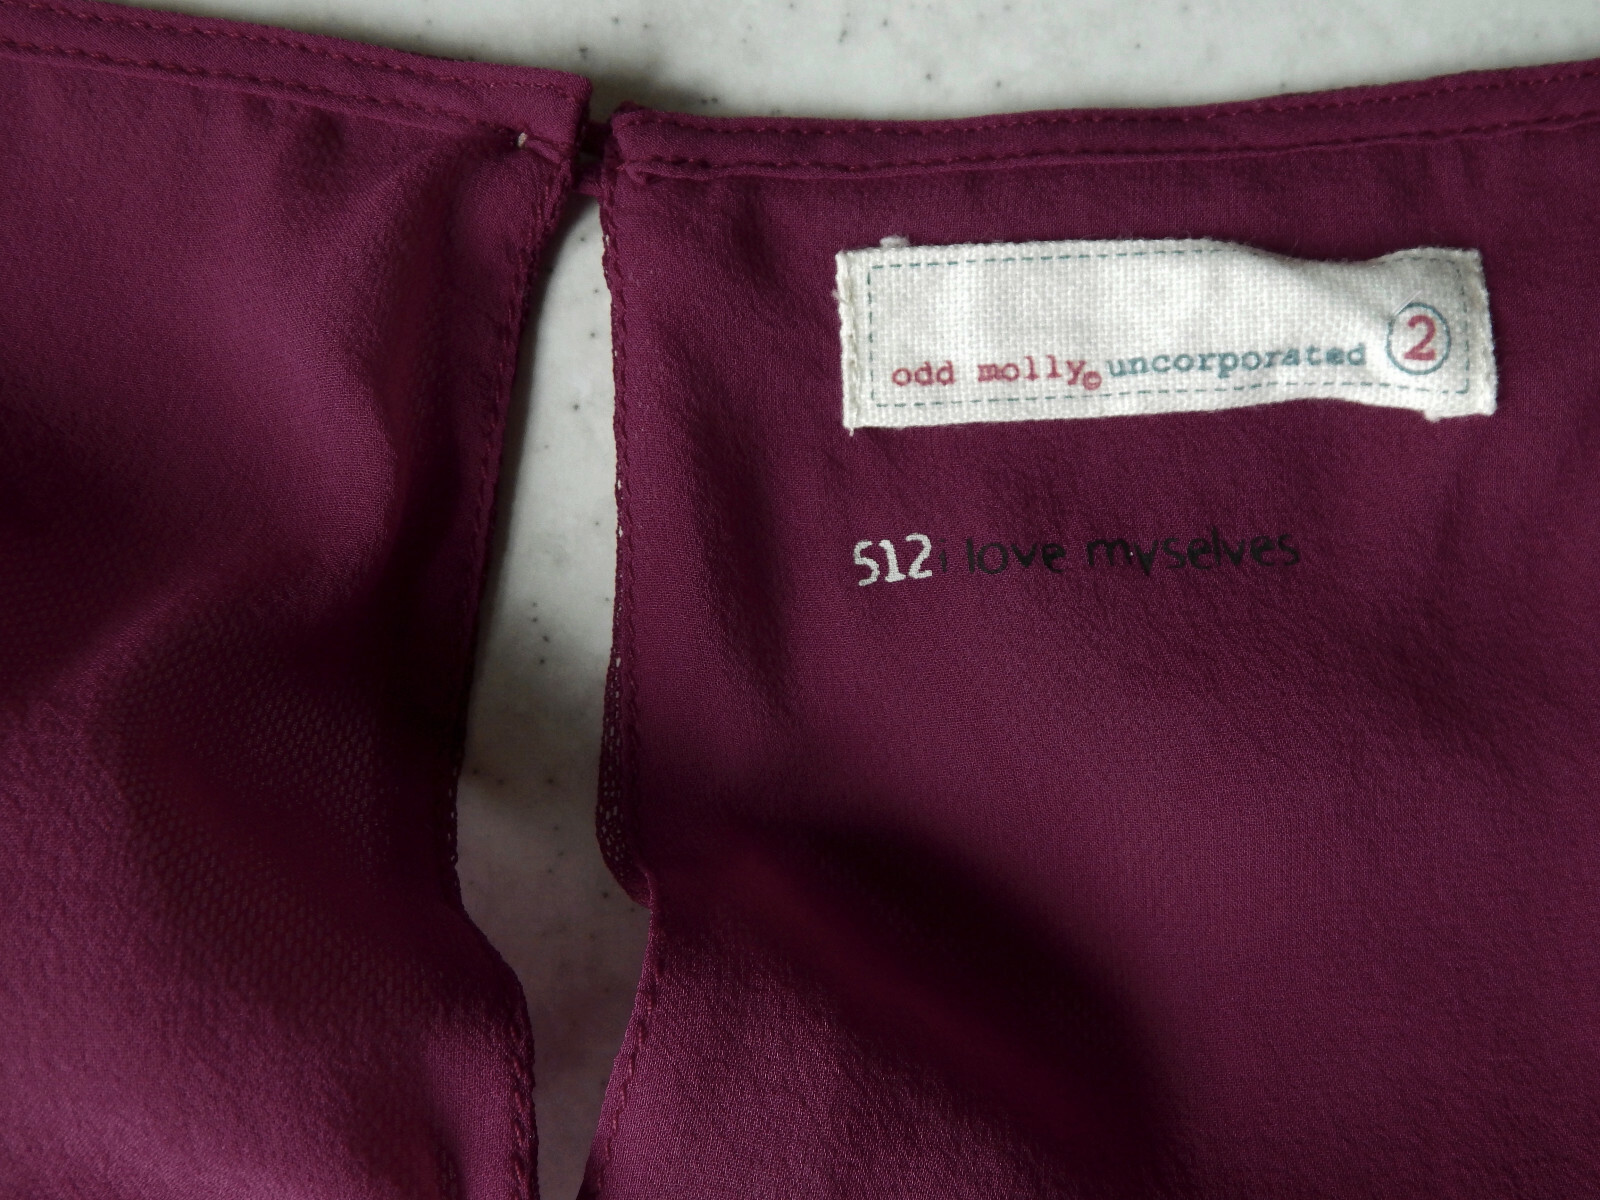 odd molly© uncorporated 2
512 i love myselves